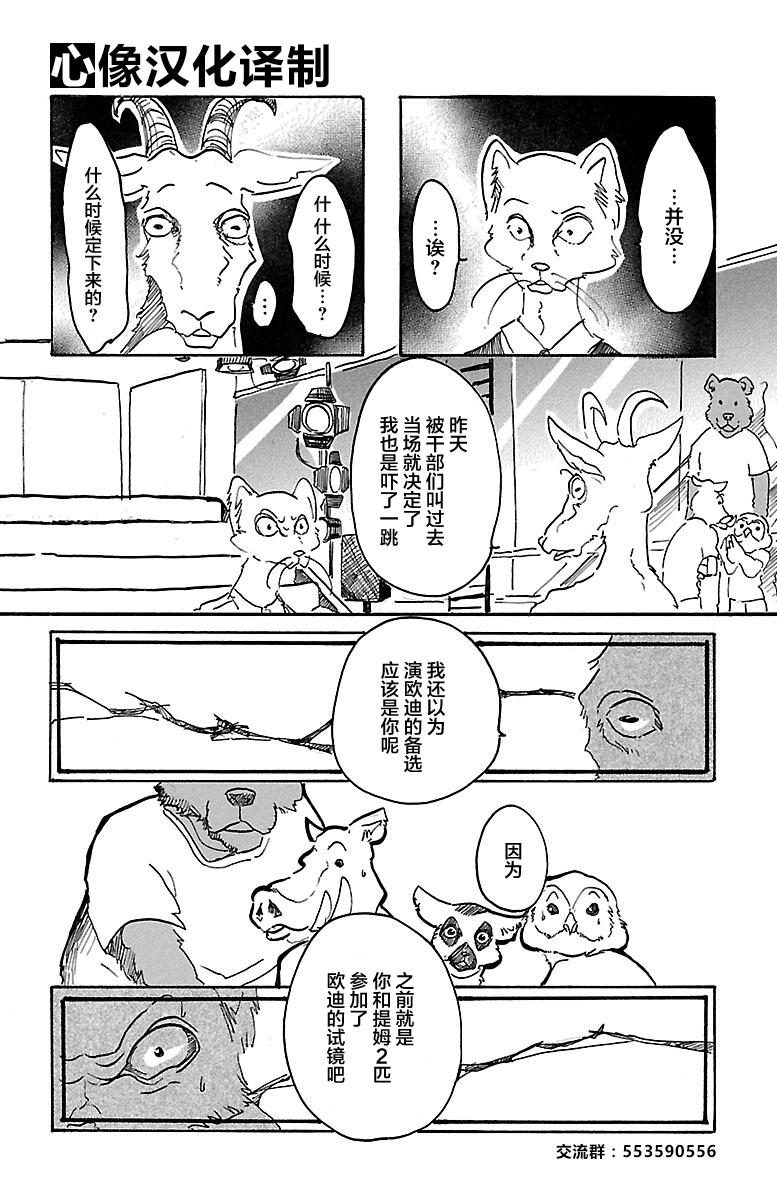 心像汉化译制
…并没…
…诶？
什什么时候…？
…
什么时候定下来的？
昨天
被干部们叫过去
当场就决定了
我也是吓了一跳
我还以为
演欧迪的备选
应该是你呢
因为
之前就是
你和提姆2匹
参加了
欧迪的试镜吧
交流群：553590556